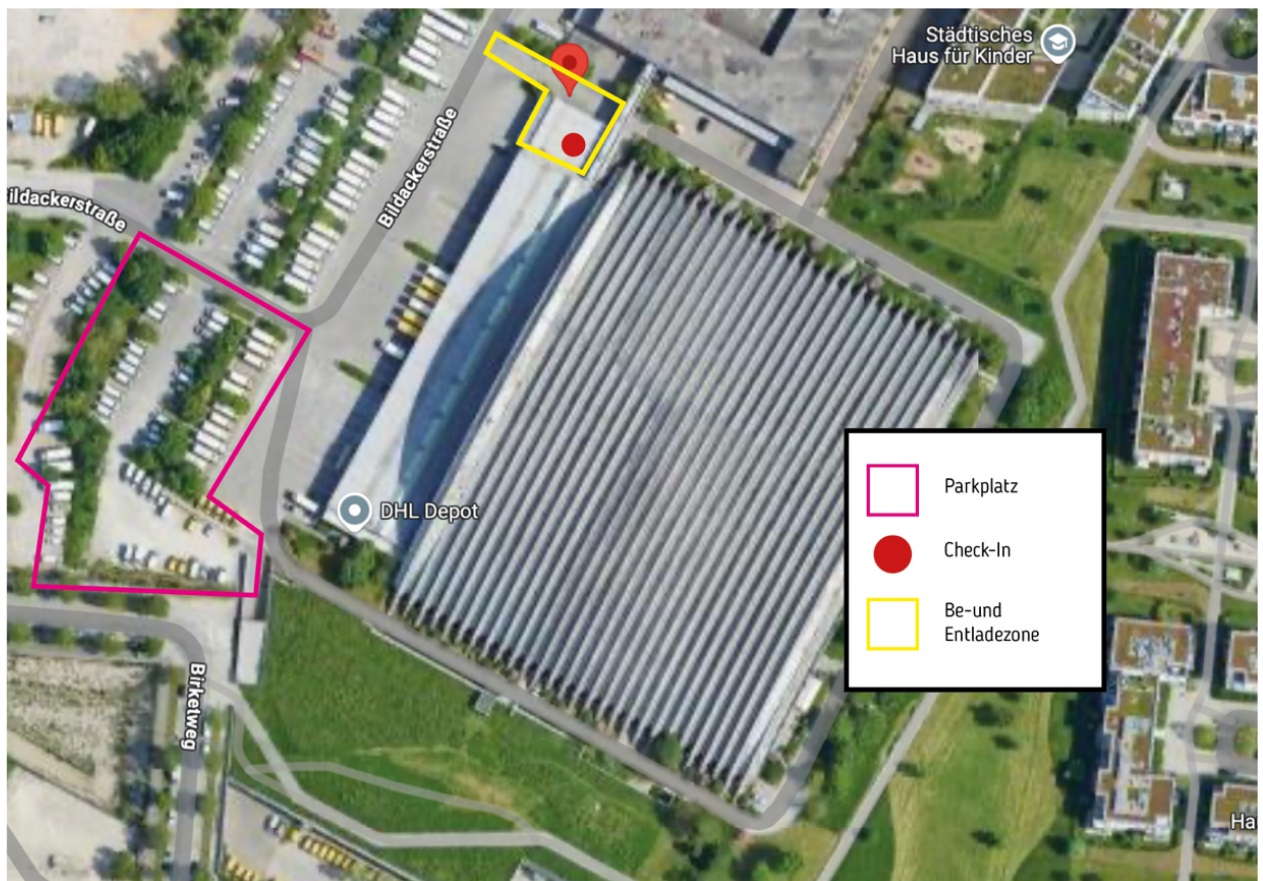 Städtisches
Haus für Kinder
Bildackerstraße
ildackerstraße
DHL Depot
Parkplatz
Check-In
Be-und
Entladezone
Birketweg
Ha